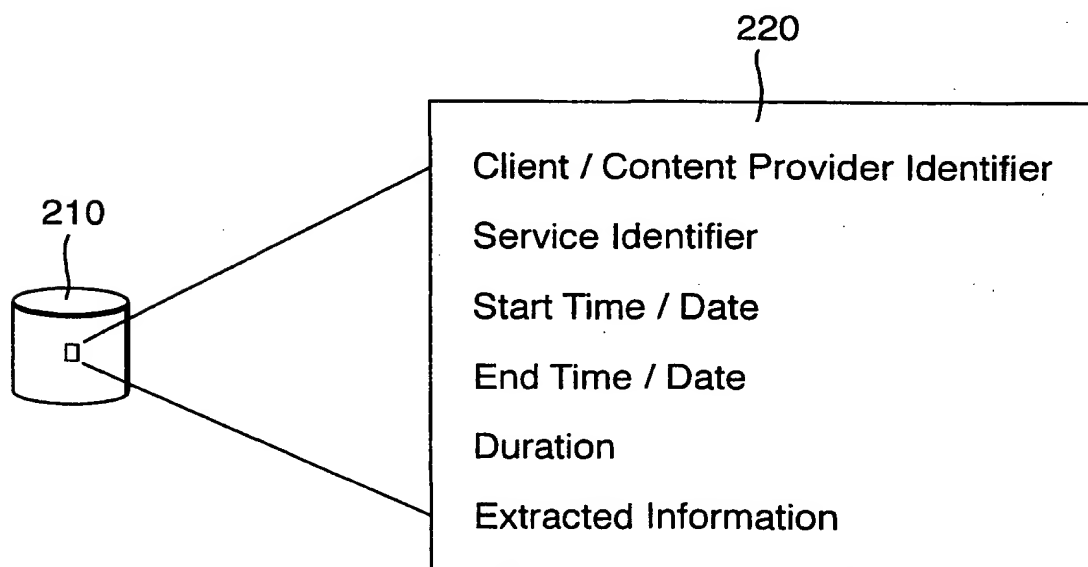 220
Client / Content Provider Identifier
210
Service Identifier
Start Time / Date
End Time / Date
Duration
Extracted Information